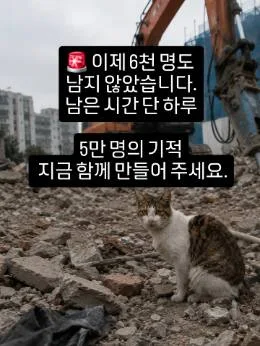 🚨 이제 6천 명도
남지 않았습니다.
남은 시간 단 하루
5만 명의 기적
지금 함께 만들어 주세요.